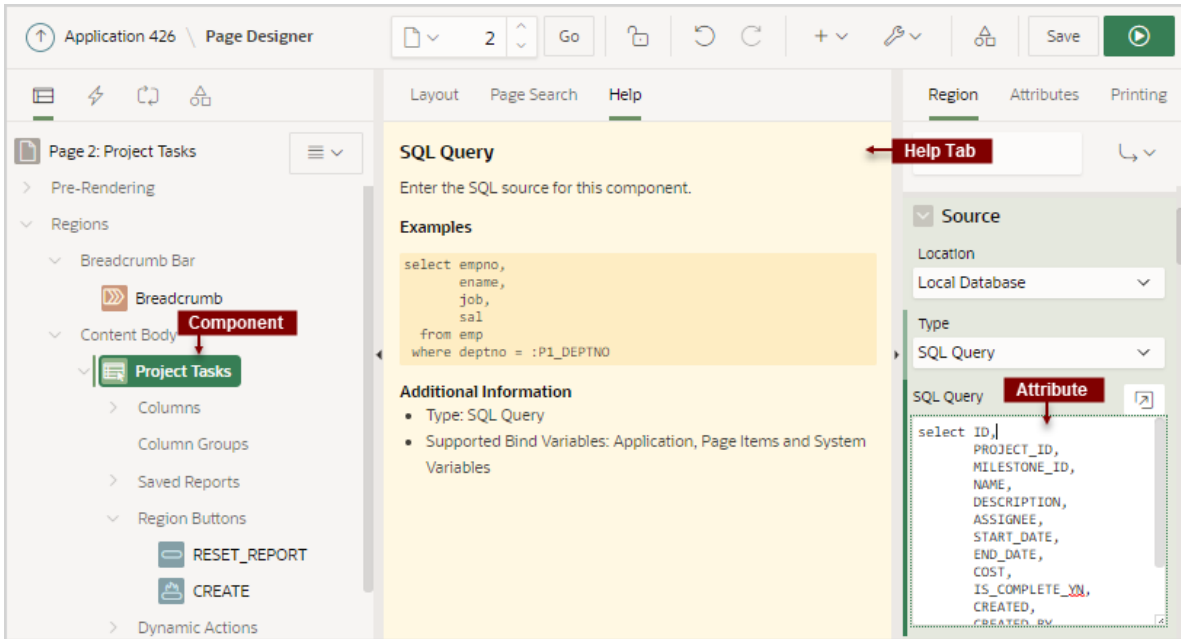 Application 426 \ Page Designer
2
Go
Save
Layout Page Search Help
Region Attributes Printing
Page 2: Project Tasks
Pre-Rendering
Regions
Breadcrumb Bar
Breadcrumb
Component
Content Body
Project Tasks
Columns
Column Groups
Saved Reports
Region Buttons
RESET_REPORT
CREATE
Dynamic Actions
SQL Query
Enter the SQL source for this component.
Examples
select empno,
ename,
job,
sal
from emp
where deptno = :P1_DEPTNO
Additional Information
• Type: SQL Query
• Supported Bind Variables: Application, Page Items and System
Variables
Help Tab
Source
Location
Local Database
Type
SQL Query
SQL Query
Attribute
select ID,
PROJECT_ID,
MILESTONE_ID,
NAME,
DESCRIPTION,
ASSIGNEE,
START_DATE,
END_DATE,
COST,
IS_COMPLETE_YN,
CREATED,
CREATED_BY